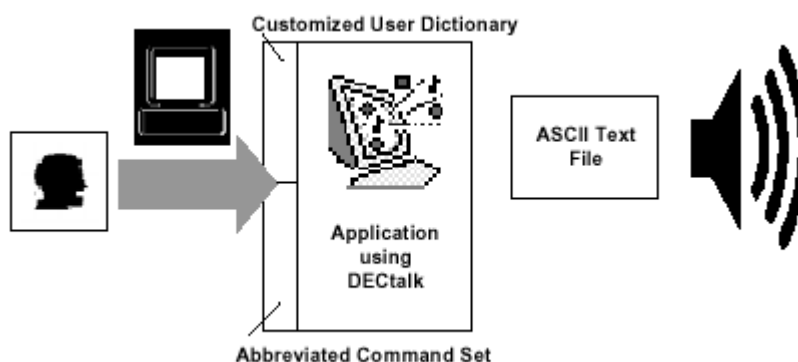 Customized User Dictionary
ASCII Text
File
Application
using
DECtalk
Abbreviated Command Set